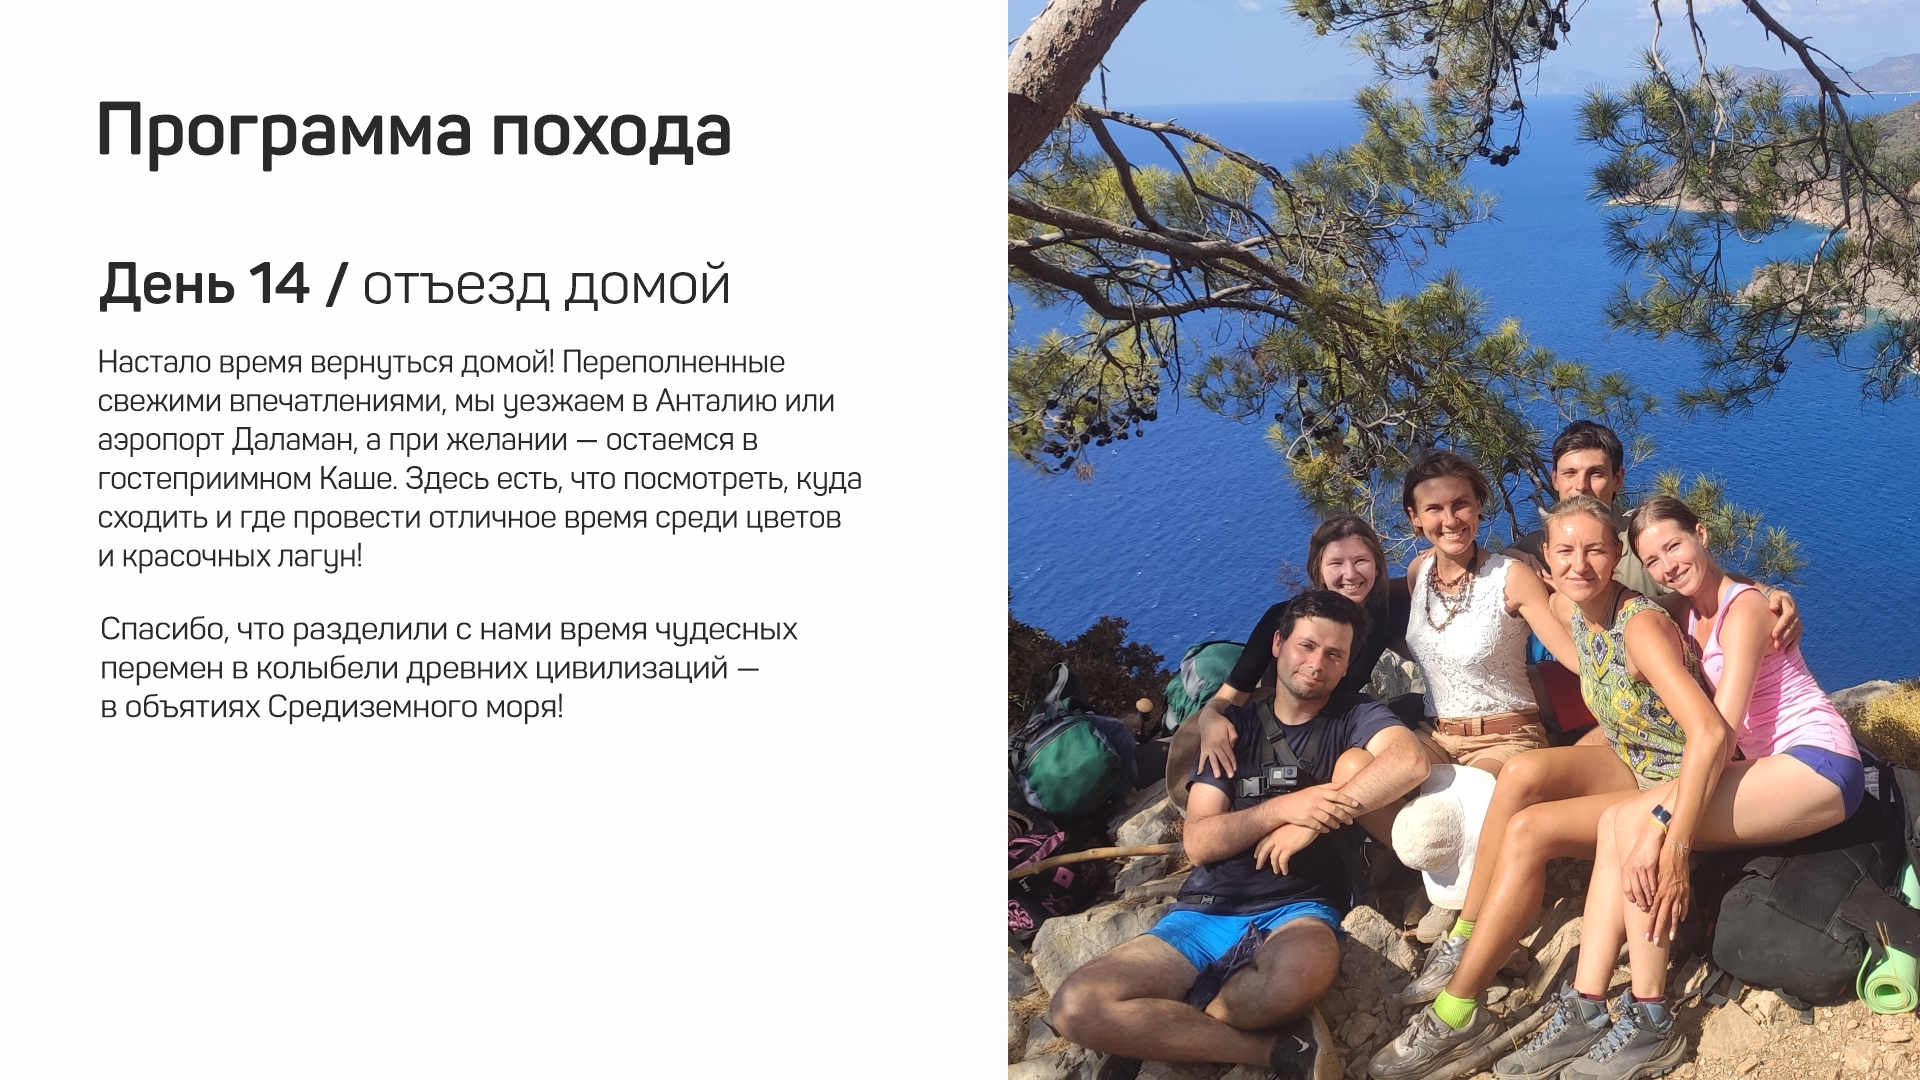 Программа похода
День 14 / отъезд домой
Настало время вернуться домой! Переполненные
свежими впечатлениями, мы уезжаем в Анталию или
аэропорт Даламан, а при желании — остаемся в
гостеприимном Каше. Здесь есть, что посмотреть, куда
сходить и где провести отличное время среди цветов
и красочных лагун!
Спасибо, что разделили с нами время чудесных
перемен в колыбели древних цивилизаций —
в объятиях Средиземного моря!